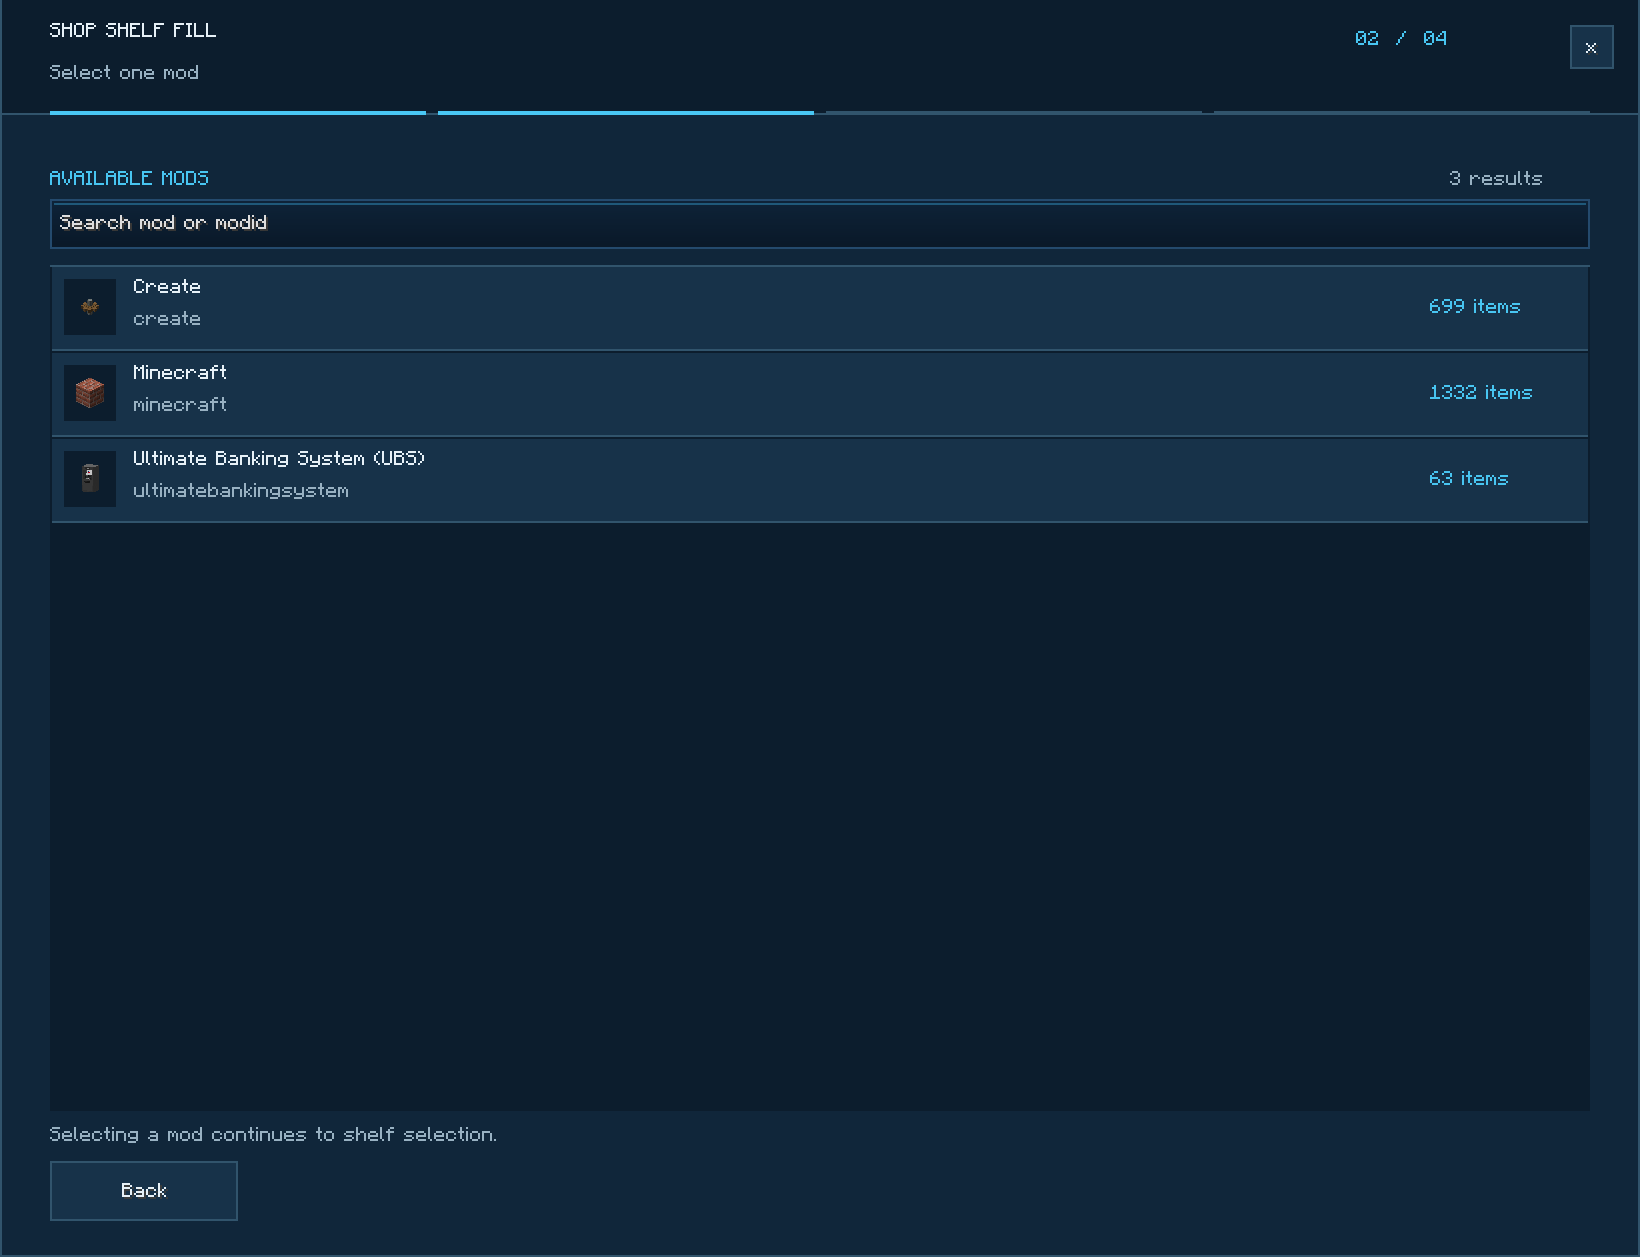 SHOP SHELF FILL
02 / 04
x
Select one mod
AVAILABLE MODS
3 results
Search mod or modid
Create
create
699 items
Minecraft
minecraft
1332 items
Ultimate Banking System (UBS)
ultimatebankingsystem
63 items
Selecting a mod continues to shelf selection.
Back